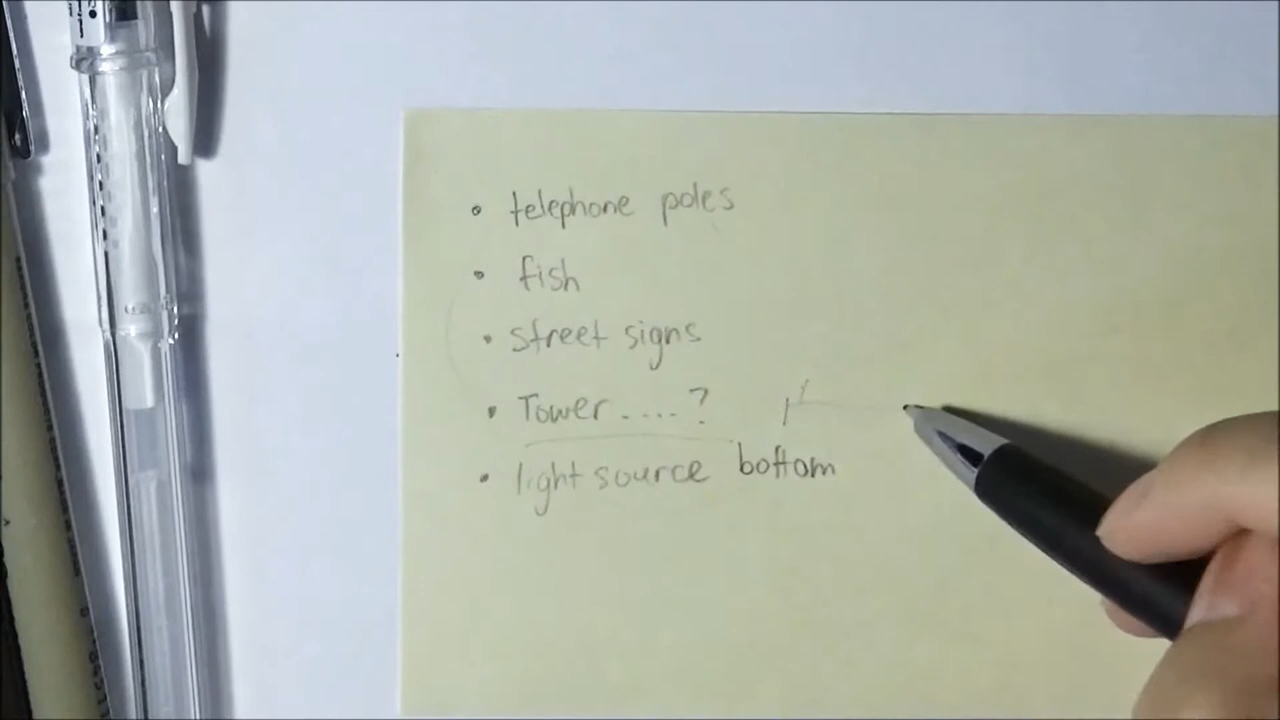 • telephone poles
• fish
• street signs
• Tower.....?
• light source bottom